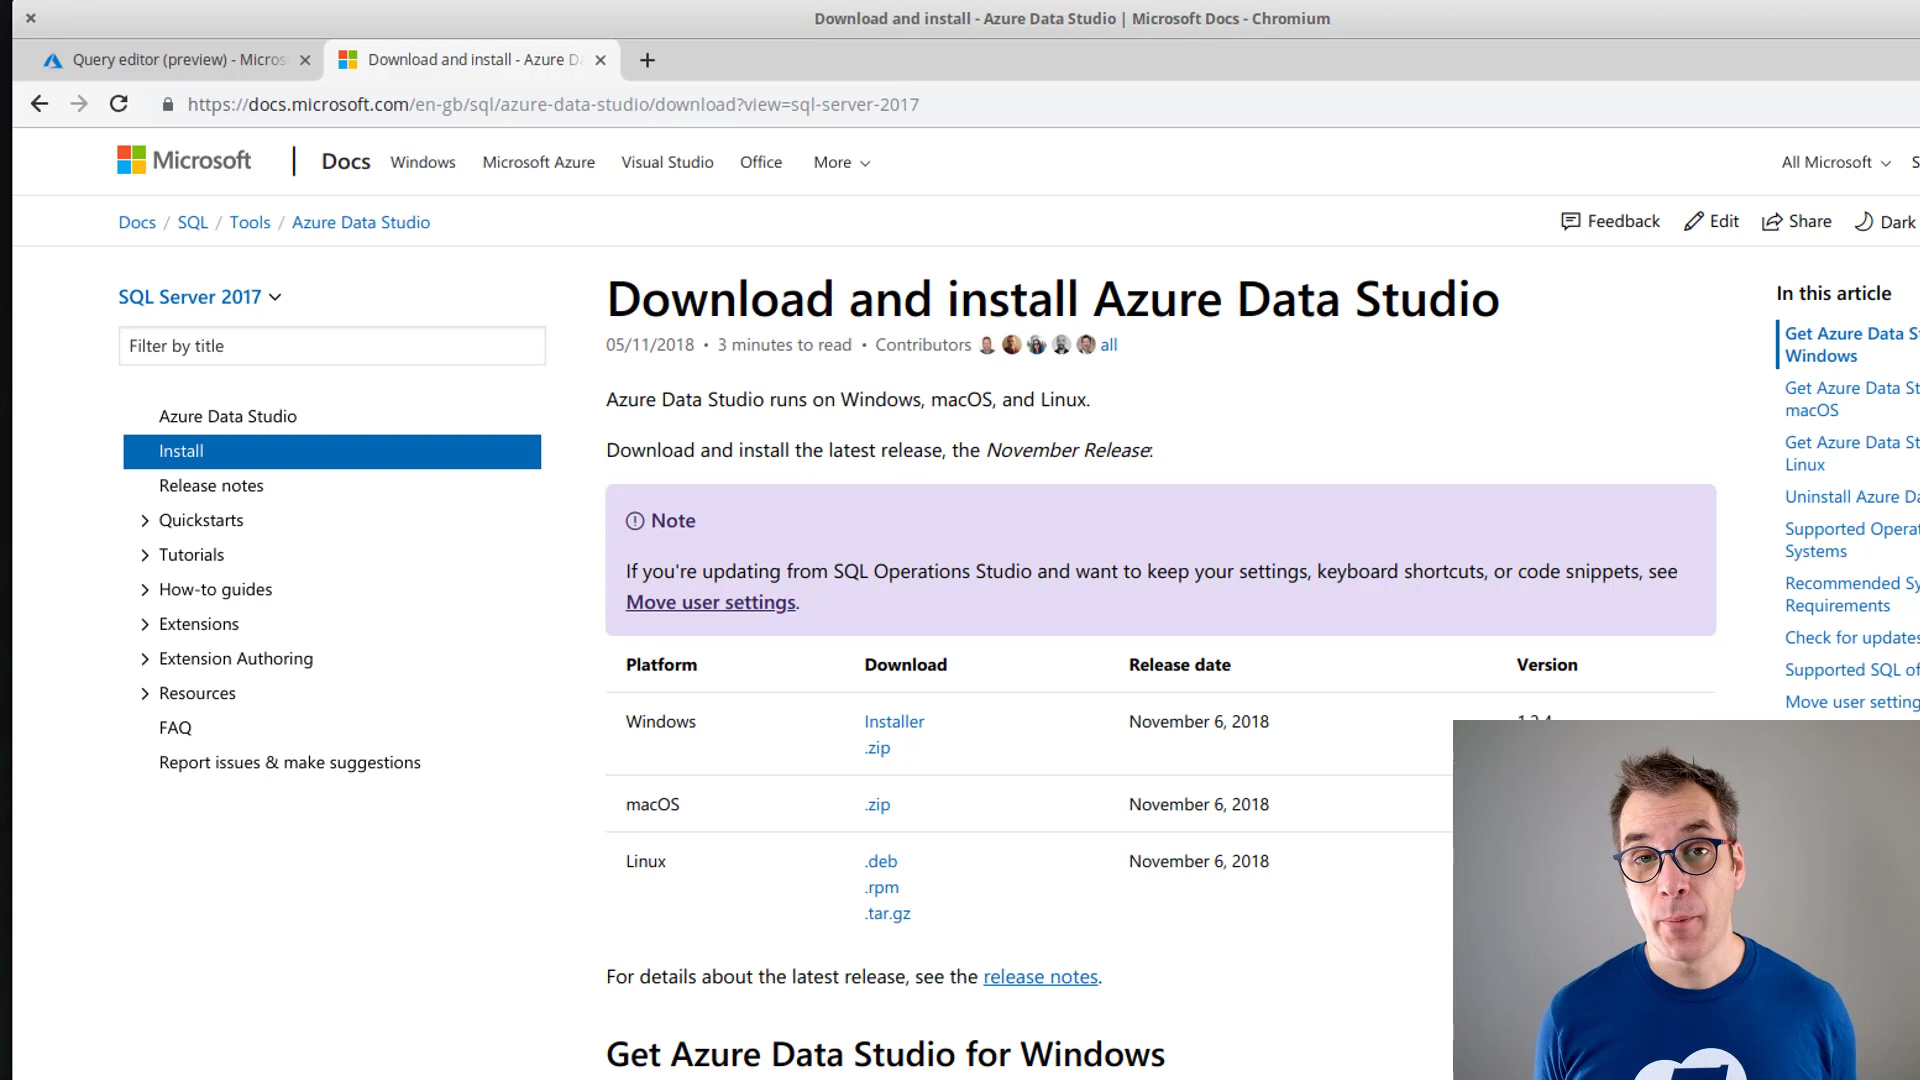 Download and install - Azure Data Studio | Microsoft Docs - Chromium
Query editor (preview) - Micros
Download and install - Azure D
https://docs.microsoft.com/en-gb/sql/azure-data-studio/download?view=sql-server-2017
Microsoft
Docs Windows Microsoft Azure Visual Studio Office More
All Microsoft
Docs / SQL / Tools / Azure Data Studio
Feedback Edit Share Dark
SQL Server 2017
Filter by title
Azure Data Studio
Install
Release notes
Quickstarts
Tutorials
How-to guides
Extensions
Extension Authoring
Resources
FAQ
Report issues & make suggestions
Download and install Azure Data Studio
05/11/2018 • 3 minutes to read • Contributors all
Azure Data Studio runs on Windows, macOS, and Linux.
Download and install the latest release, the November Release:
Note
If you're updating from SQL Operations Studio and want to keep your settings, keyboard shortcuts, or code snippets, see
Move user settings.
Platform Download Release date Version
Windows Installer November 6, 2018
.zip
macOS .zip November 6, 2018
Linux .deb November 6, 2018
.rpm
.tar.gz
For details about the latest release, see the release notes.
Get Azure Data Studio for Windows
In this article
Get Azure Data S
Windows
Get Azure Data St
macOS
Get Azure Data St
Linux
Uninstall Azure Da
Supported Operat
Systems
Recommended Sy
Requirements
Check for updates
Supported SQL of
Move user setting